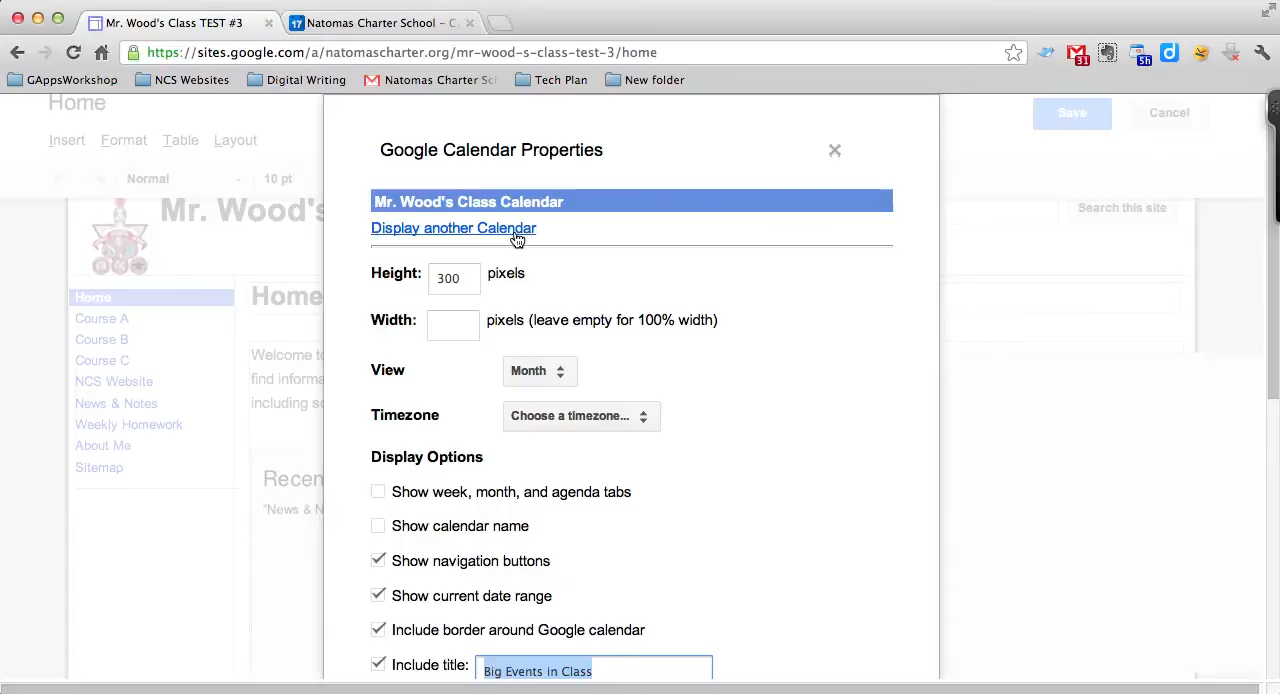 Mr. Wood's Class TEST #3
17 Natomas Charter School – C
https://sites.google.com/a/natomascharter.org/mr-wood-s-class-test-3/home
31
5h
GAppsWorkshop
NCS Websites
Digital Writing
Natomas Charter Sc
Tech Plan
New folder
Home
Save
Cancel
Insert
Format
Table
Layout
Normal
10 pt
Mr. Wood's
Search this site
Home
Course A
Course B
Course C
NCS Website
News & Notes
Weekly Homework
About Me
Sitemap
Home
Welcome to
find informa
including so
Recen
"News & N
Google Calendar Properties
Mr. Wood's Class Calendar
Display another Calendar
Height: 300 pixels
Width: pixels (leave empty for 100% width)
View Month
Timezone Choose a timezone...
Display Options
Show week, month, and agenda tabs
Show calendar name
Show navigation buttons
Show current date range
Include border around Google calendar
Include title: Big Events in Class